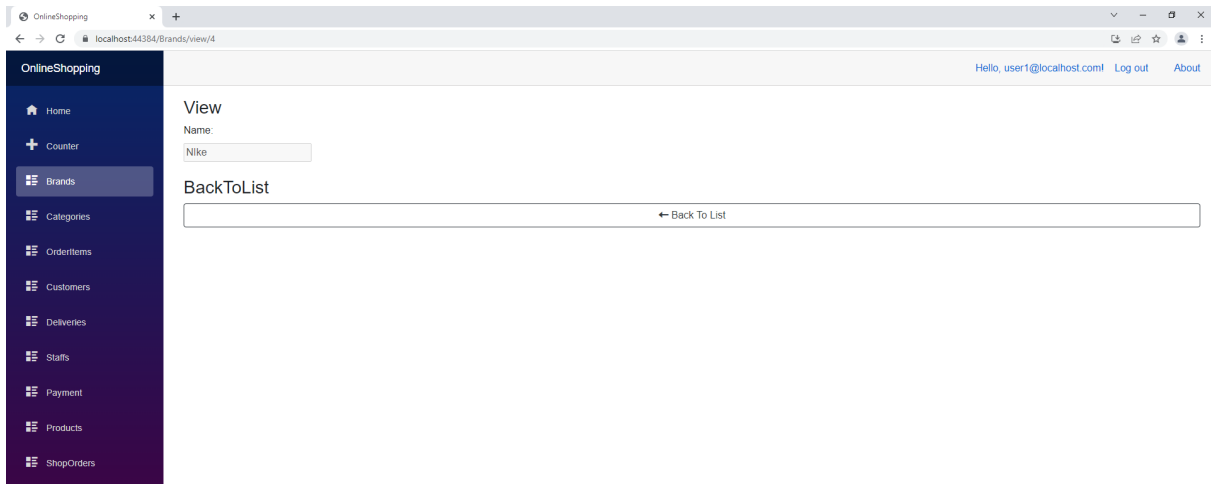 OnlineShopping
localhost:44384/Brands/view/4
OnlineShopping
Hello, user1@localhost.com! Log out About
Home
Counter
Brands
Categories
OrderItems
Customers
Deliveries
Staffs
Payment
Products
ShopOrders
View
Name:
NIke
BackToList
Back To List